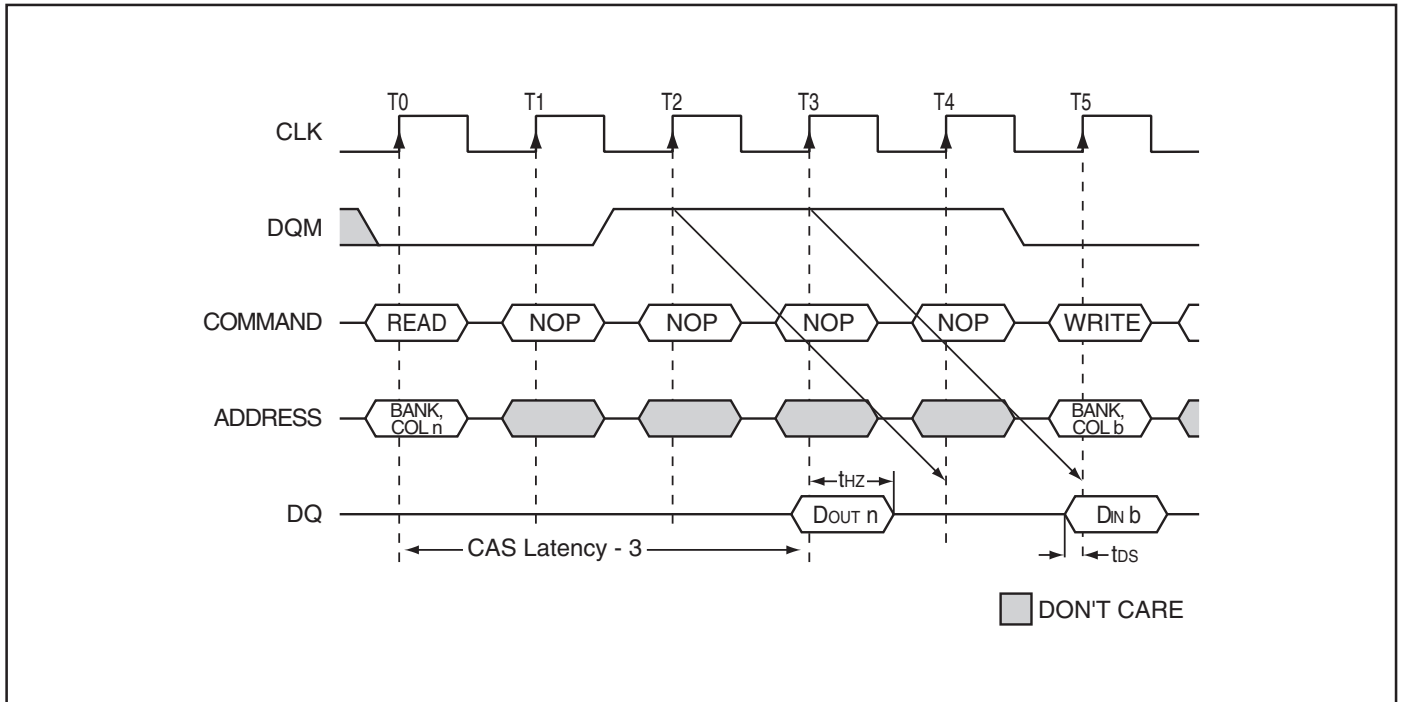 T0 T1 T2 T3 T4 T5
CLK
DQM
COMMAND READ NOP NOP NOP NOP WRITE
ADDRESS BANK, COL n BANK, COL b
tHZ
DQ DOUT n DIN b
CAS Latency - 3 tDS
DON'T CARE